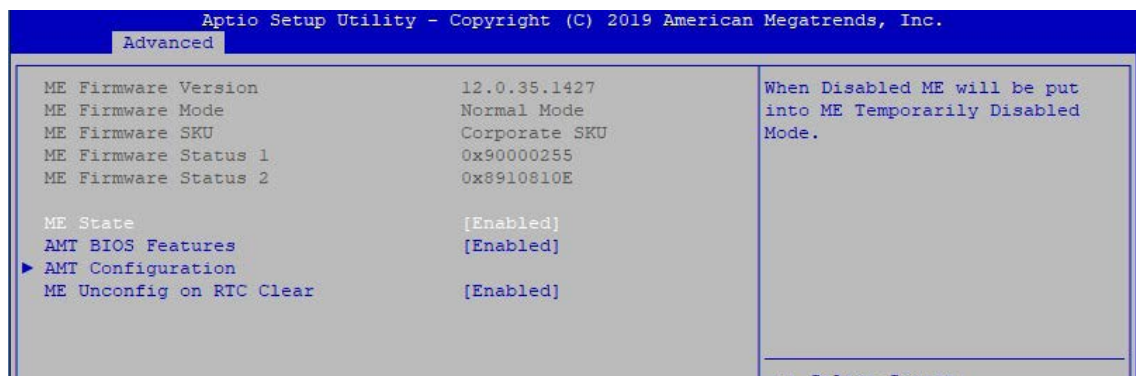 Aptio Setup Utility - Copyright (C) 2019 American Megatrends, Inc.
Advanced
ME Firmware Version 12.0.35.1427
ME Firmware Mode Normal Mode
ME Firmware SKU Corporate SKU
ME Firmware Status 1 0x90000255
ME Firmware Status 2 0x8910810E
ME State [Enabled]
AMT BIOS Features [Enabled]
► AMT Configuration
ME Unconfig on RTC Clear [Enabled]
When Disabled ME will be put
into ME Temporarily Disabled
Mode.